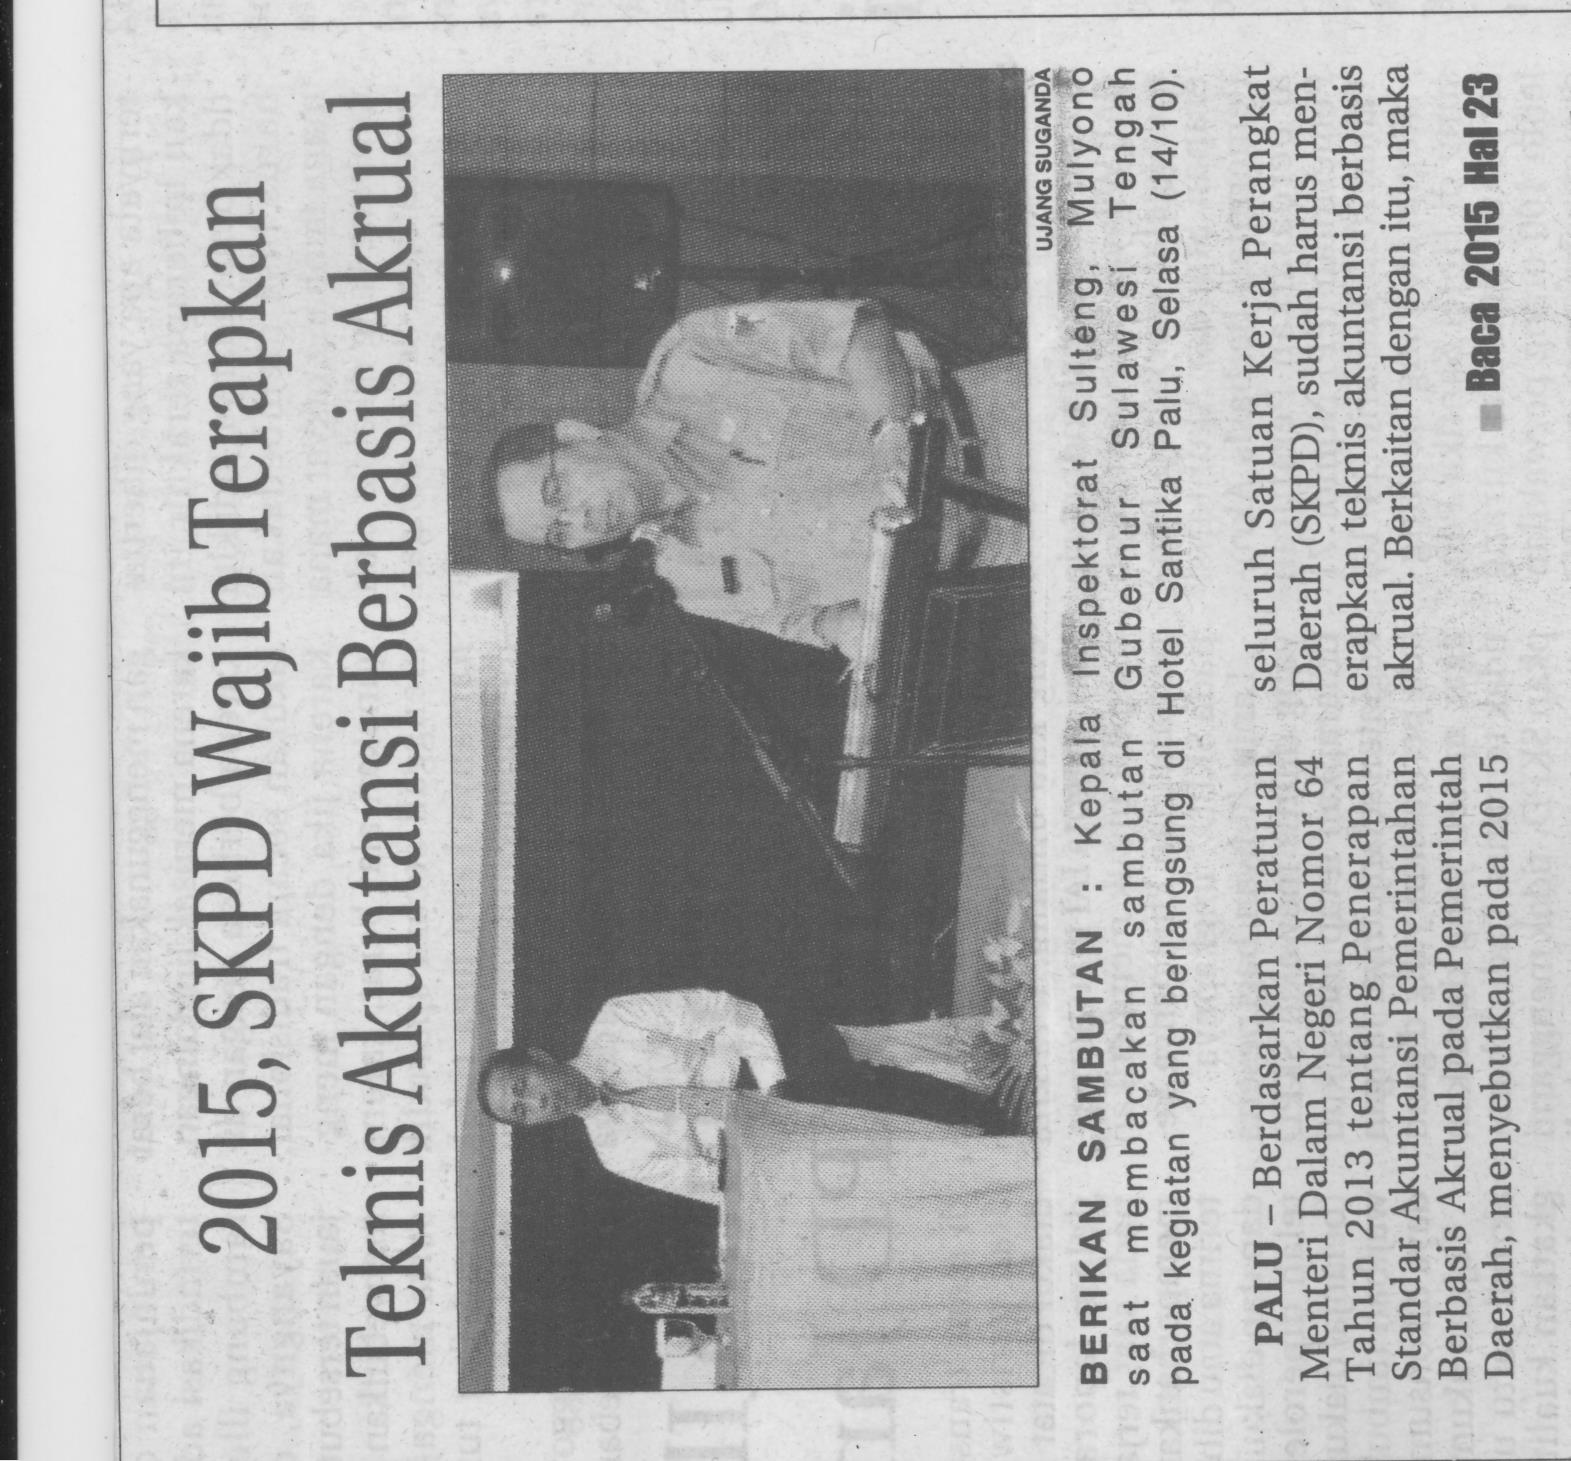 2015, SKPD Wajib Terapkan
Teknis Akuntansi Berbasis Akrual
UJANG SUGANDA
BERIKAN SAMBUTAN : Kepala Inspektorat Sulteng, Mulyono
saat membacakan sambutan Gubernur Sulawesi Tengah
pada kegiatan yang berlangsung di Hotel Santika Palu, Selasa (14/10).
PALU – Berdasarkan Peraturan
Menteri Dalam Negeri Nomor 64
Tahun 2013 tentang Penerapan
Standar Akuntansi Pemerintahan
Berbasis Akrual pada Pemerintah
Daerah, menyebutkan pada 2015
seluruh Satuan Kerja Perangkat
Daerah (SKPD), sudah harus men-
erapkan teknis akuntansi berbasis
akrual. Berkaitan dengan itu, maka
Baca 2015 Hal 23